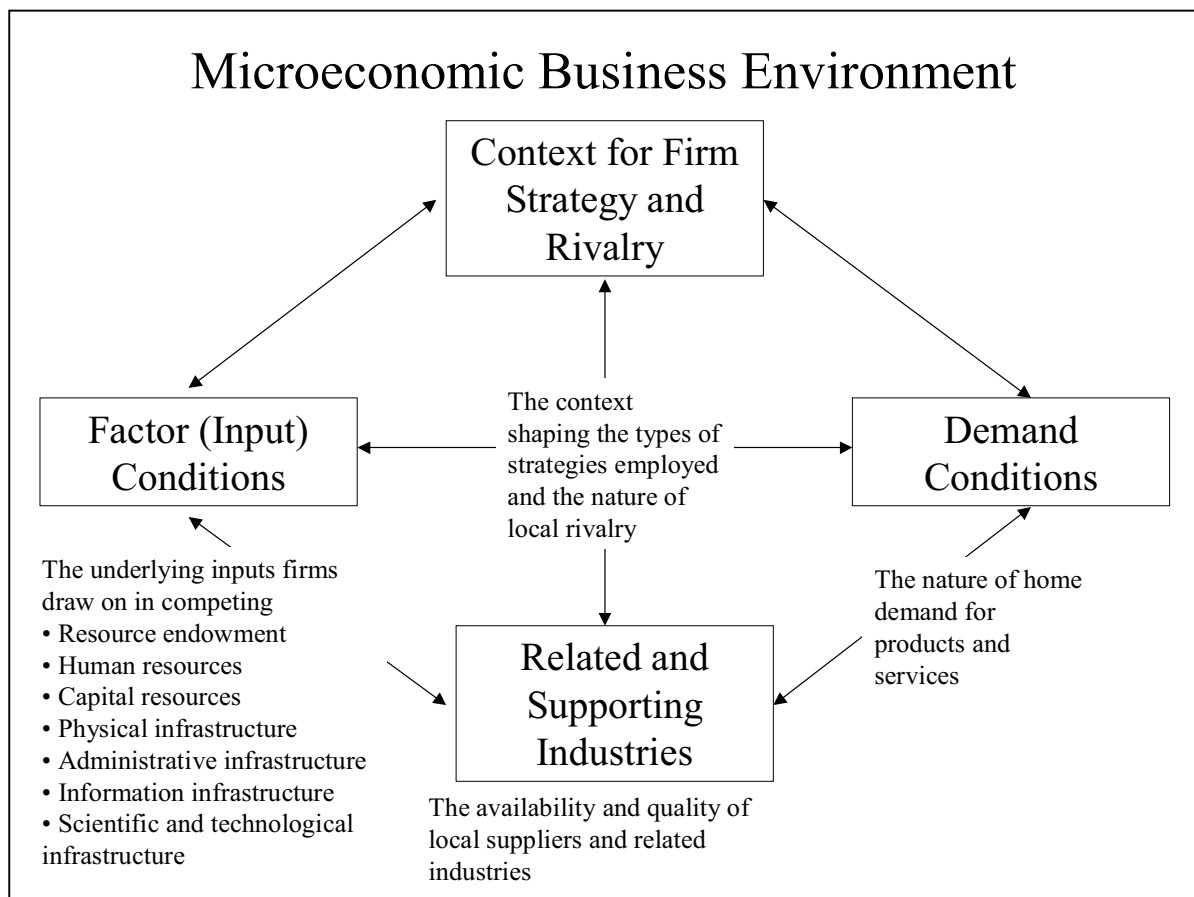 Microeconomic Business Environment
Context for Firm
Strategy and
Rivalry
Factor (Input)
Conditions
The context
shaping the types of
strategies employed
and the nature of
local rivalry
Demand
Conditions
The underlying inputs firms
draw on in competing
• Resource endowment
• Human resources
• Capital resources
• Physical infrastructure
• Administrative infrastructure
• Information infrastructure
• Scientific and technological
infrastructure
Related and
Supporting
Industries
The availability and quality of
local suppliers and related
industries
The nature of home
demand for
products and
services